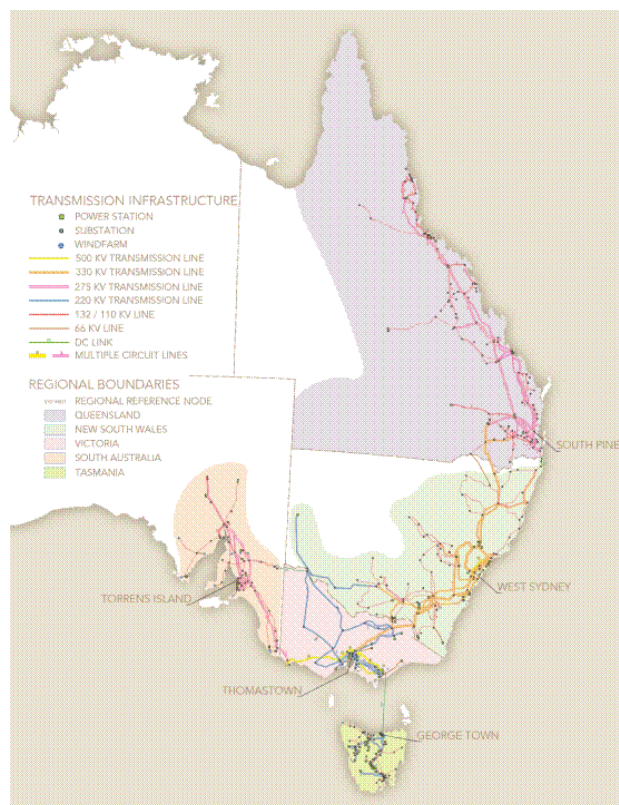 TRANSMISSION INFRASTRUCTURE
POWER STATION
SUBSTATION
WINDFARM
500 KV TRANSMISSION LINE
330 KV TRANSMISSION LINE
275 KV TRANSMISSION LINE
220 KV TRANSMISSION LINE
132 / 110 KV LINE
66 KV LINE
DC LINK
MULTIPLE CIRCUIT LINES
REGIONAL BOUNDARIES
REGIONAL REFERENCE NODE
QUEENSLAND
NEW SOUTH WALES
VICTORIA
SOUTH AUSTRALIA
TASMANIA
SOUTH PINE
WEST SYDNEY
TORRENS ISLAND
THOMASTOWN
GEORGE TOWN